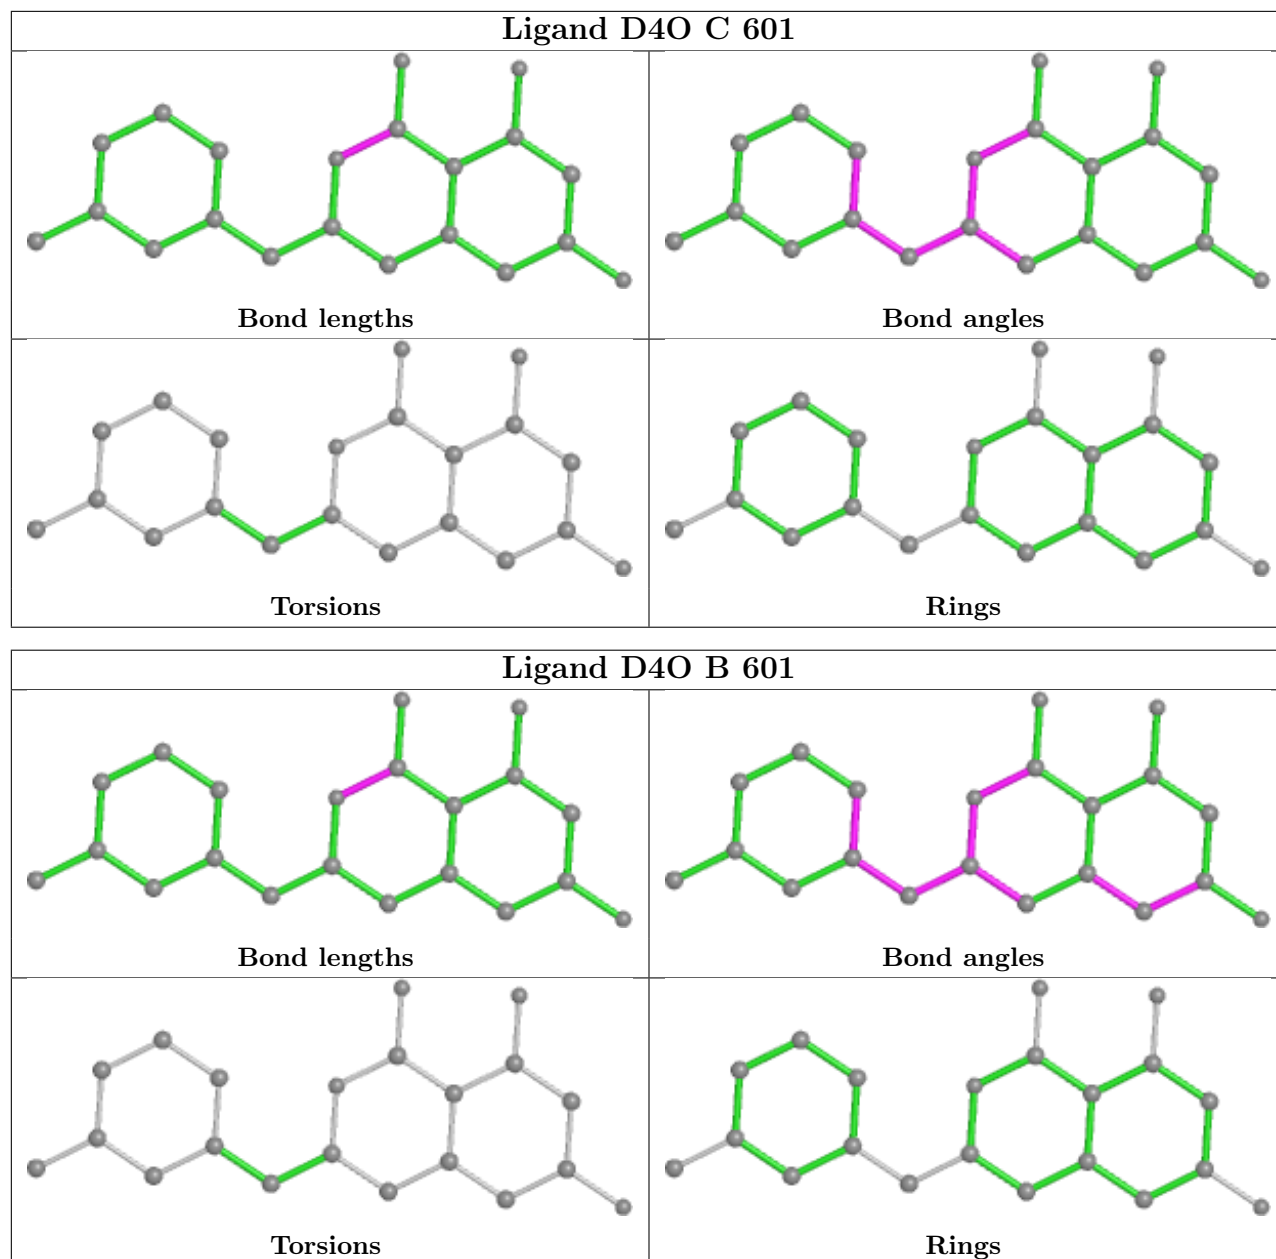 Ligand D4O C 601
Bond lengths
Bond angles
Torsions
Rings
Ligand D4O B 601
Bond lengths
Bond angles
Torsions
Rings